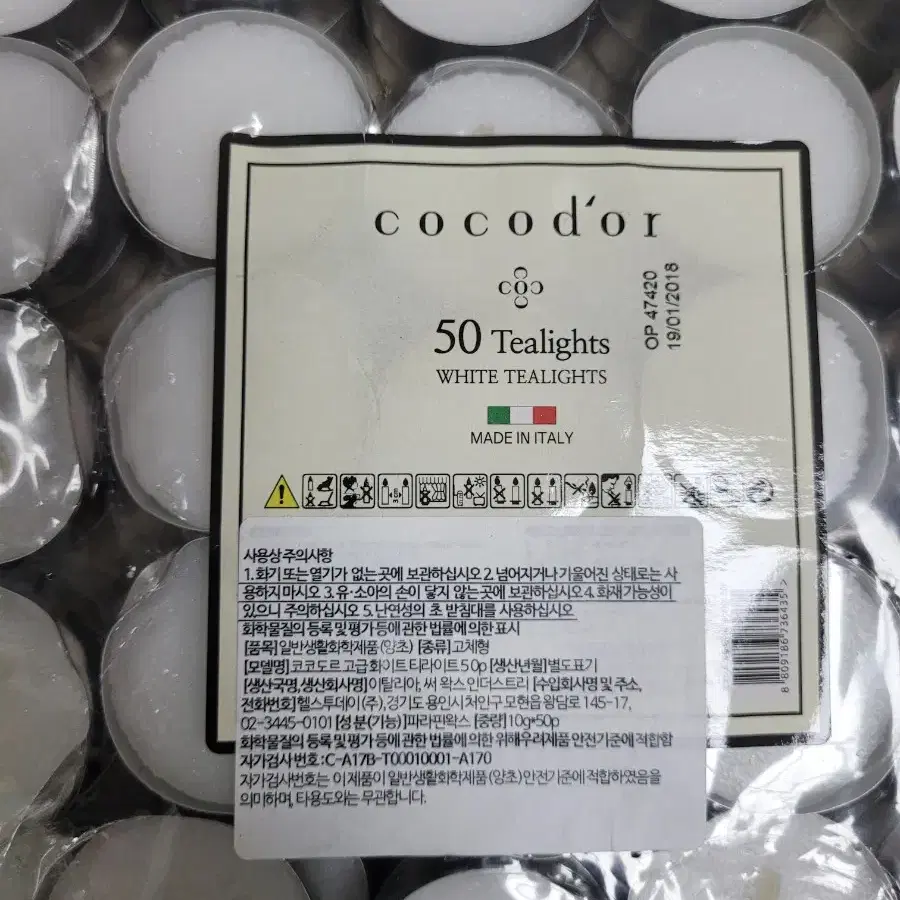 cocod'or
coc
50 Tealights
WHITE TEALIGHTS
MADE IN ITALY
OP 47420
19/01/2018
사용상 주의사항
1. 화기 또는 열기가 없는 곳에 보관하십시오 2. 넘어지거나 기울어진 상태로는 사
용하지 마시오 3. 유·소아의 손이 닿지 않는 곳에 보관하십시오 4. 화재 가능성이
있으니 주의하십시오 5. 난연성의 초 받침대를 사용하십시오
화학물질의 등록 및 평가 등에 관한 법률에 의한 표시
[품목] 일반생활화학제품(양초) [종류] 고체형
[모델명] 코코도르 고급 화이트 티라이트 50p [생산년월] 별도표기
[생산국명, 생산회사명] 이탈리아, 써 왁스 인더스트리 [수입회사명 및 주소,
전화번호] 헬스투데이 (주), 경기도 용인시 처인구 모현읍 왕담로 145-17,
02-3445-0101 [성분(기능)] 파라핀왁스 [중량] 10g*50p
화학물질의 등록 및 평가 등에 관한 법률에 의한 위해우려제품 안전기준에 적합함
자가검사번호 : C-A17B-T00010001-A170
자가검사번호는 이 제품이 일반생활화학제품(양초) 안전기준에 적합하였음을
의미하며, 타용도와는 무관합니다.
8 809186 736435 >